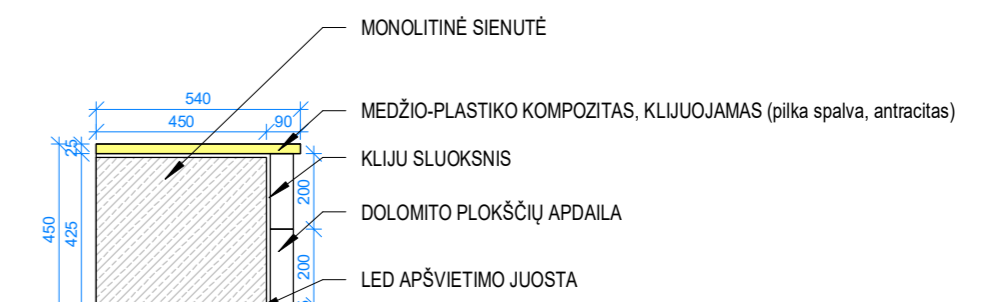 MONOLITINĖ SIENUTĖ
540
MEDŽIO-PLASTIKO KOMPOZITAS, KLIJUOJAMAS (pilka spalva, antracitas)
450
90
25
KLIJU SLUOKSNIS
200
DOLOMITO PLOKŠČIŲ APDAILA
450
425
200
LED APŠVIETIMO JUOSTA